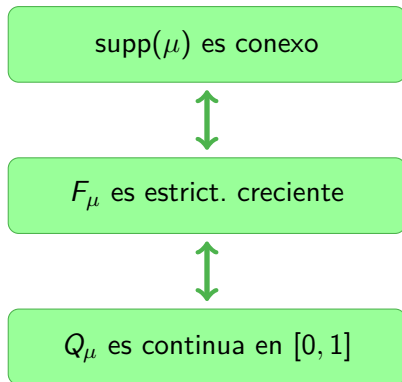 supp(μ) es conexo
F_μ es estrict. creciente
Q_μ es continua en [0, 1]